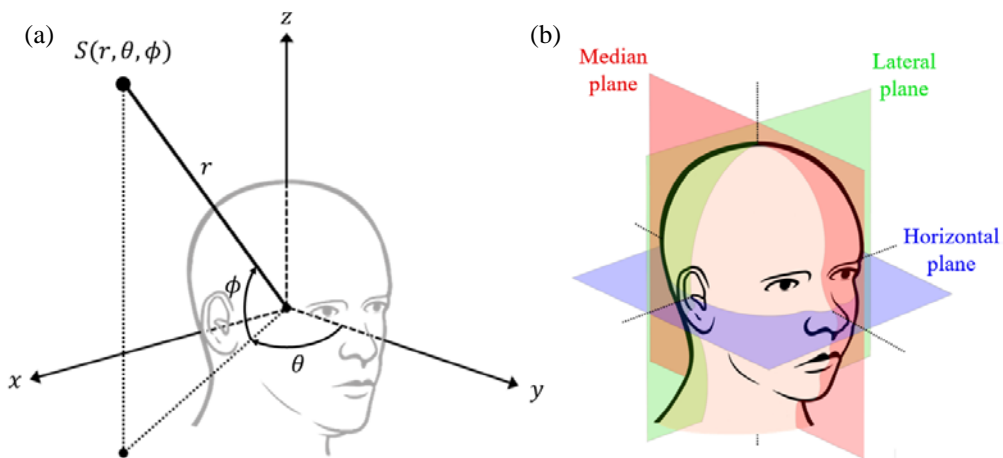 (a)
z
S(r, θ, ϕ)
r
ϕ
θ
x
y
(b)
Median
plane
Lateral
plane
Horizontal
plane